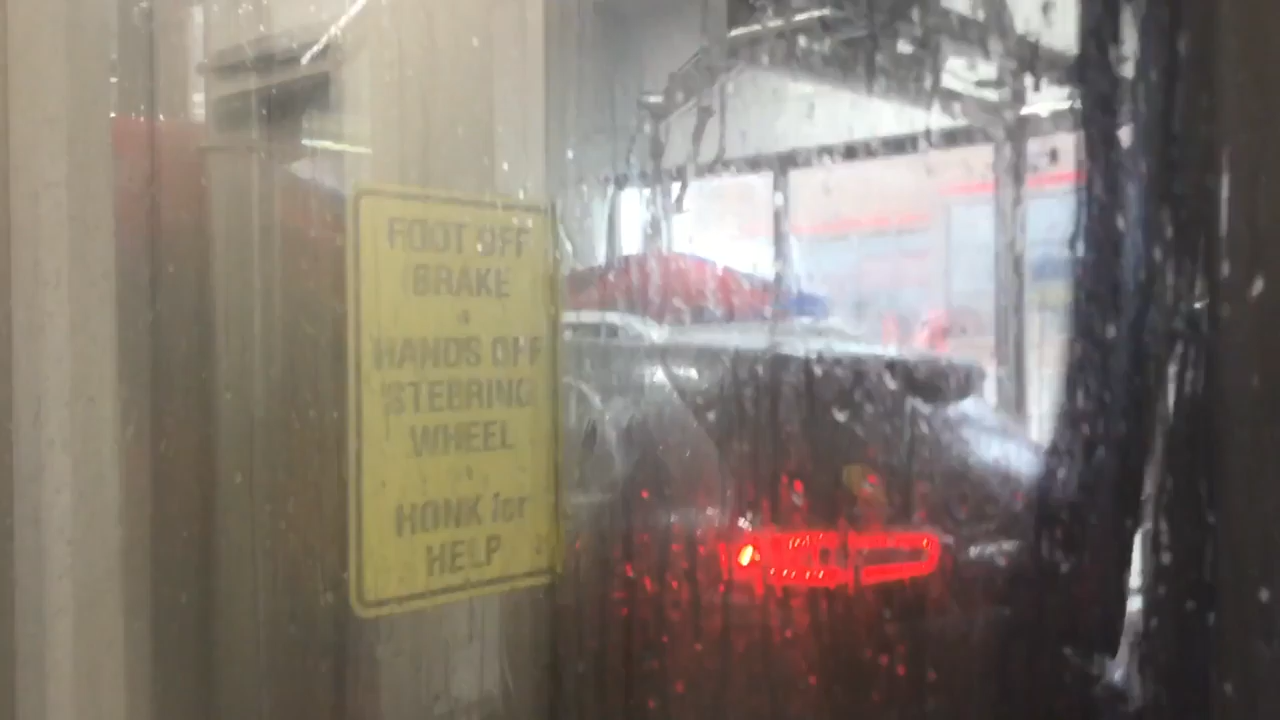 FOOT OFF
BRAKE
HANDS OFF
STEERING
WHEEL
HONK for
HELP